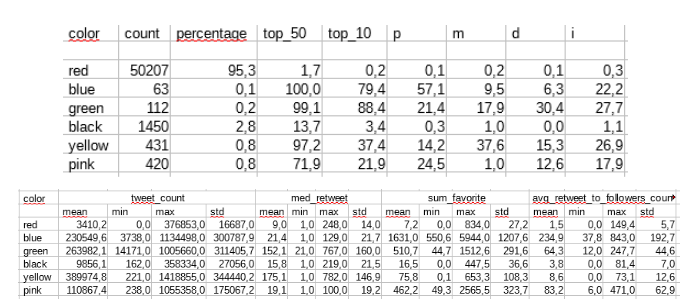 color count percentage top_50 top_10 p m d i
red 50207 95,3 1,7 0,2 0,1 0,2 0,1 0,3
blue 63 0,1 100,0 79,4 57,1 9,5 6,3 22,2
green 112 0,2 99,1 88,4 21,4 17,9 30,4 27,7
black 1450 2,8 13,7 3,4 0,3 1,0 0,0 1,1
yellow 431 0,8 97,2 37,4 14,2 37,6 15,3 26,9
pink 420 0,8 71,9 21,9 24,5 1,0 12,6 17,9
color tweet_count med_retweet sum_favorite avg_retweet_to_followers_coun
mean min max std mean min max std mean min max std mean min max std
red 3410,2 0,0 376853,0 16687,0 9,0 1,0 248,0 14,0 7,2 0,0 834,0 27,2 1,5 0,0 149,4 5,7
blue 230549,6 3738,0 1134498,0 300787,9 21,4 1,0 129,0 21,7 1631,0 550,6 5944,0 1207,6 234,9 37,8 843,0 192,7
green 263982,1 14171,0 1005660,0 311405,7 152,1 21,0 767,0 160,0 510,7 44,7 1512,6 291,6 64,3 12,0 247,7 44,6
black 9856,1 162,0 358334,0 27056,0 15,8 1,0 219,0 21,5 16,5 0,0 447,5 36,6 3,8 0,0 81,4 7,0
yellow 389974,8 221,0 1418855,0 344440,2 175,1 1,0 782,0 146,9 75,8 0,1 653,3 108,3 8,6 0,0 73,1 12,6
pink 110867,4 238,0 1055358,0 175067,2 19,1 1,0 100,0 19,2 462,2 49,3 2565,5 323,7 83,2 6,0 471,0 62,9